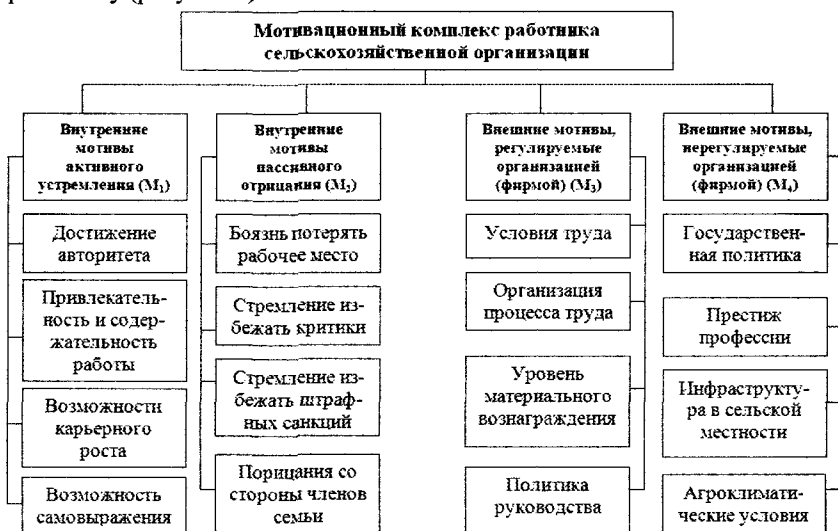 Мотивационный комплекс работника
сельскохозяйственной организации
Внутренние
мотивы
активного
устремления (М₁)
Достижение
авторитета
Привлекатель-
ность и содер-
жательность
работы
Возможности
карьерного
роста
Возможность
самовыражения
Внутренние
мотивы
пассивного
отрицания (М₂)
Боязнь потерять
рабочее место
Стремление из-
бежать критики
Стремление из-
бежать штраф-
ных санкций
Порицания со
стороны членов
семьи
Внешние мотивы,
регулируемые
организацией
(фирмой) (М₃)
Условия труда
Организация
процесса труда
Уровень
материального
вознаграждения
Политика
руководства
Внешние мотивы,
нерегулируемые
организацией
(фирмой) (М₄)
Государствен-
ная политика
Престиж
профессии
Инфраструкту-
ра в сельской
местности
Агроклимати-
ческие условия